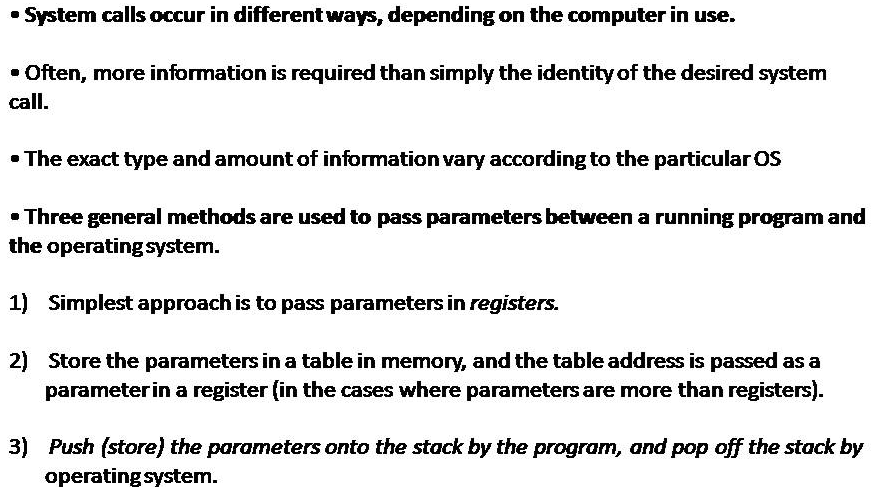 • System calls occur in different ways, depending on the computer in use.
• Often, more information is required than simply the identity of the desired system
call.
• The exact type and amount of information vary according to the particular OS
• Three general methods are used to pass parameters between a running program and
the operating system.
1) Simplest approach is to pass parameters in registers.
2) Store the parameters in a table in memory, and the table address is passed as a
parameter in a register (in the cases where parameters are more than registers).
3) Push (store) the parameters onto the stack by the program, and pop off the stack by
operating system.